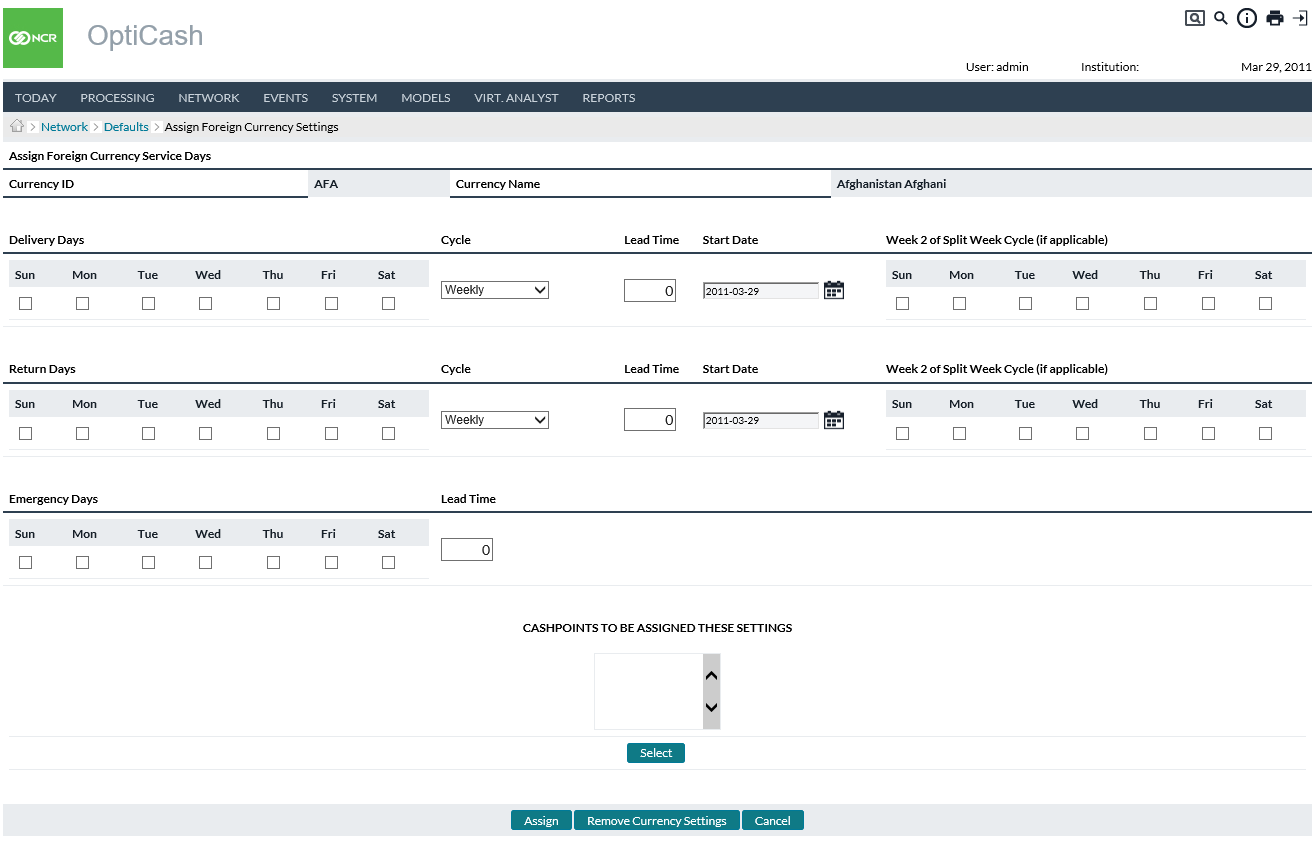 NCR
OptiCash
User: admin Institution: Mar 29, 2011
TODAY PROCESSING NETWORK EVENTS SYSTEM MODELS VIRT. ANALYST REPORTS
> Network > Defaults > Assign Foreign Currency Settings
Assign Foreign Currency Service Days
Currency ID AFA Currency Name Afghanistan Afghani
Delivery Days Cycle Lead Time Start Date Week 2 of Split Week Cycle (if applicable)
Sun Mon Tue Wed Thu Fri Sat Sun Mon Tue Wed Thu Fri Sat
Weekly 0 2011-03-29
Return Days Cycle Lead Time Start Date Week 2 of Split Week Cycle (if applicable)
Sun Mon Tue Wed Thu Fri Sat Sun Mon Tue Wed Thu Fri Sat
Weekly 0 2011-03-29
Emergency Days Lead Time
Sun Mon Tue Wed Thu Fri Sat
0
CASHPOINTS TO BE ASSIGNED THESE SETTINGS
Select
Assign Remove Currency Settings Cancel